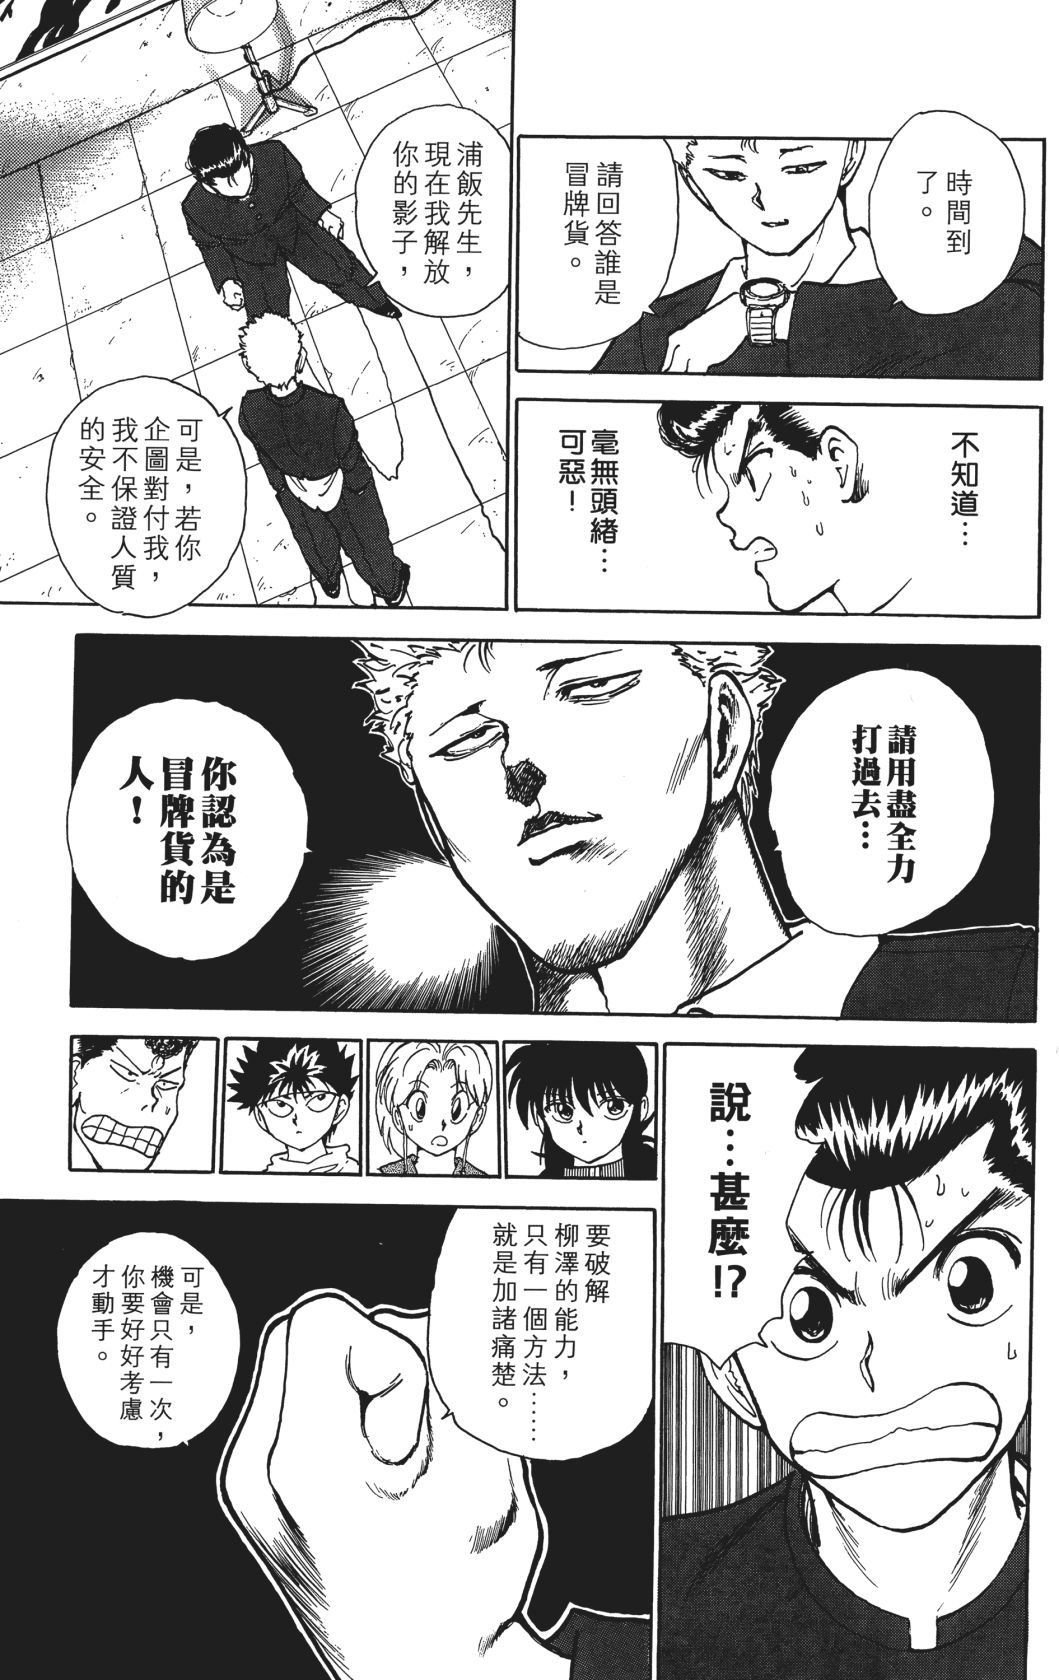 時間到
了。
請回答誰是
冒牌貨。
不知道…
毫無頭緒…
可惡！
浦飯先生，
現在我解放
你的影子，
可是，若你
企圖對付我，
我不保證人質
的安全。
請用盡全力
打過去…
你認為是
冒牌貨的
人！
說…甚麼!?
要破解
柳澤的能力，
只有一個方法……
就是加諸痛楚。
可是，
機會只有一次，
你要好好考慮
才動手。